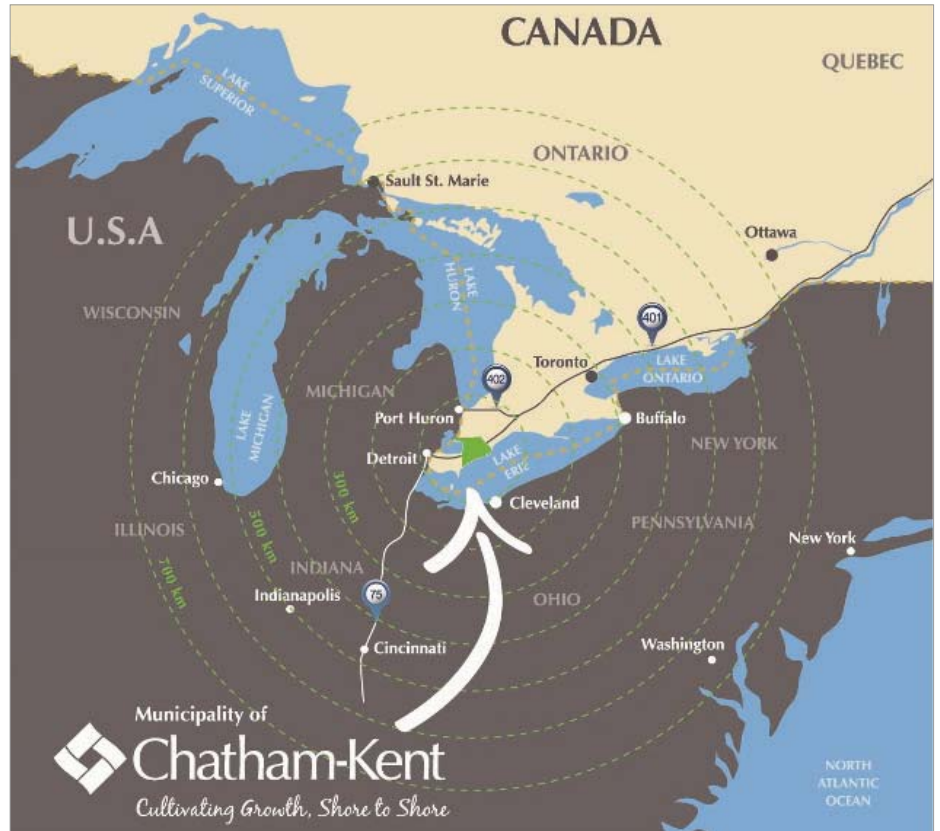 CANADA
QUEBEC
LAKE
SUPERIOR
ONTARIO
Sault St. Marie
U.S.A
Ottawa
LAKE
HURON
WISCONSIN
401
Toronto
LAKE
ONTARIO
402
MICHIGAN
LAKE
MICHIGAN
Port Huron
Buffalo
NEW YORK
Detroit
LAKE
ERIE
Chicago
300 km
Cleveland
ILLINOIS
500 km
PENNSYLVANIA
New York
700 km
INDIANA
75
Indianapolis
OHIO
Cincinnati
Washington
Municipality of
Chatham-Kent
Cultivating Growth, Shore to Shore
NORTH
ATLANTIC
OCEAN